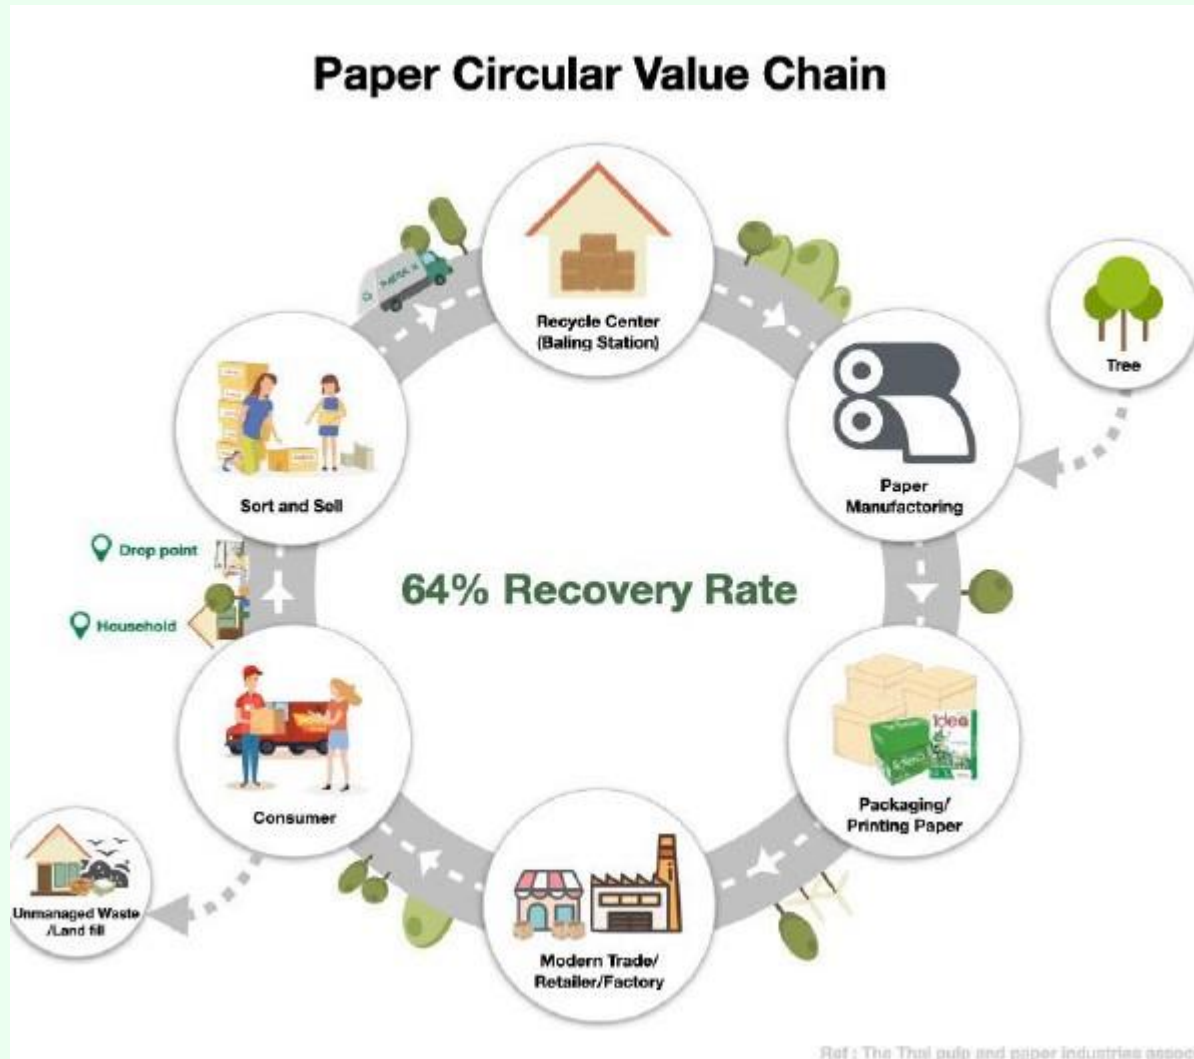 Paper Circular Value Chain
Recycle Center
(Baling Station)
Tree
Paper
Manufactoring
Sort and Sell
Drop point
Household
64% Recovery Rate
Packaging/
Printing Paper
Consumer
Unmanaged Waste
/Land fill
Modern Trade/
Retailer/Factory
idea
Ref : The Thai pulp and paper industries